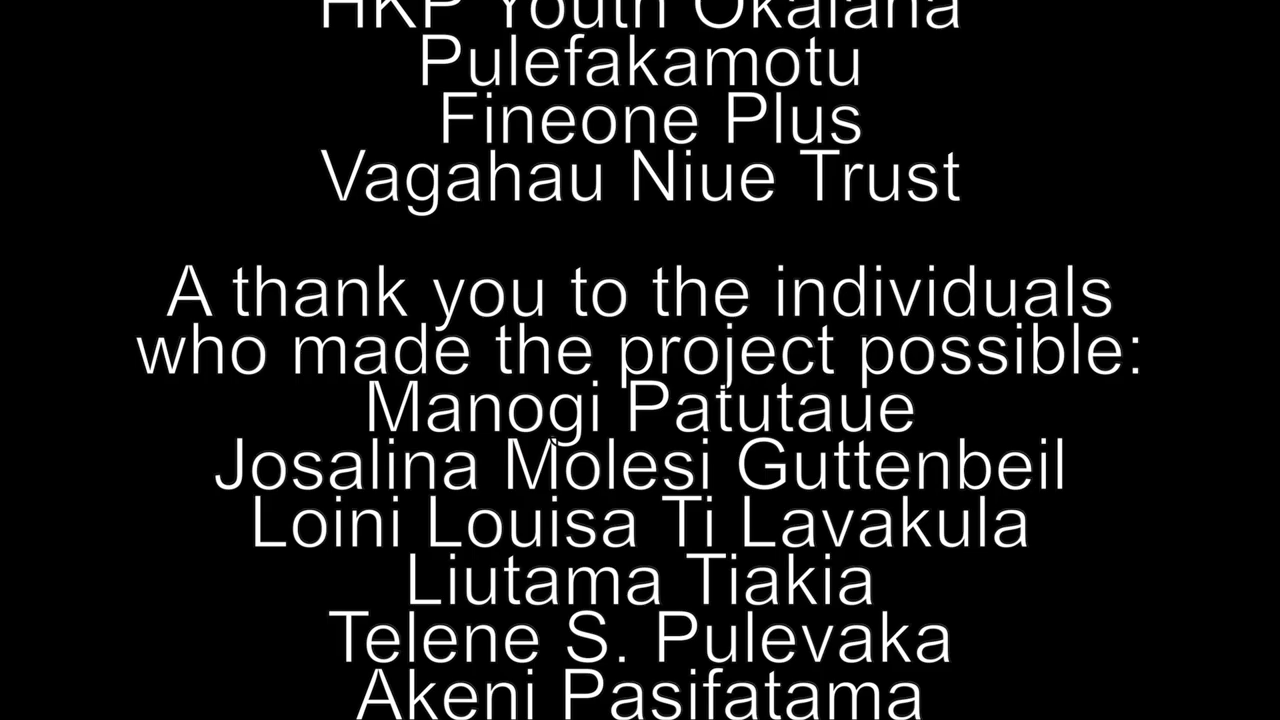 HKP Youth Okalana
Pulefakamotu
Fineone Plus
Vagahau Niue Trust
A thank you to the individuals
who made the project possible:
Manogi Patutaue
Josalina Molesi Guttenbeil
Loini Louisa Ti Lavakula
Liutama Tiakia
Telene S. Pulevaka
Akeni Pasifatama